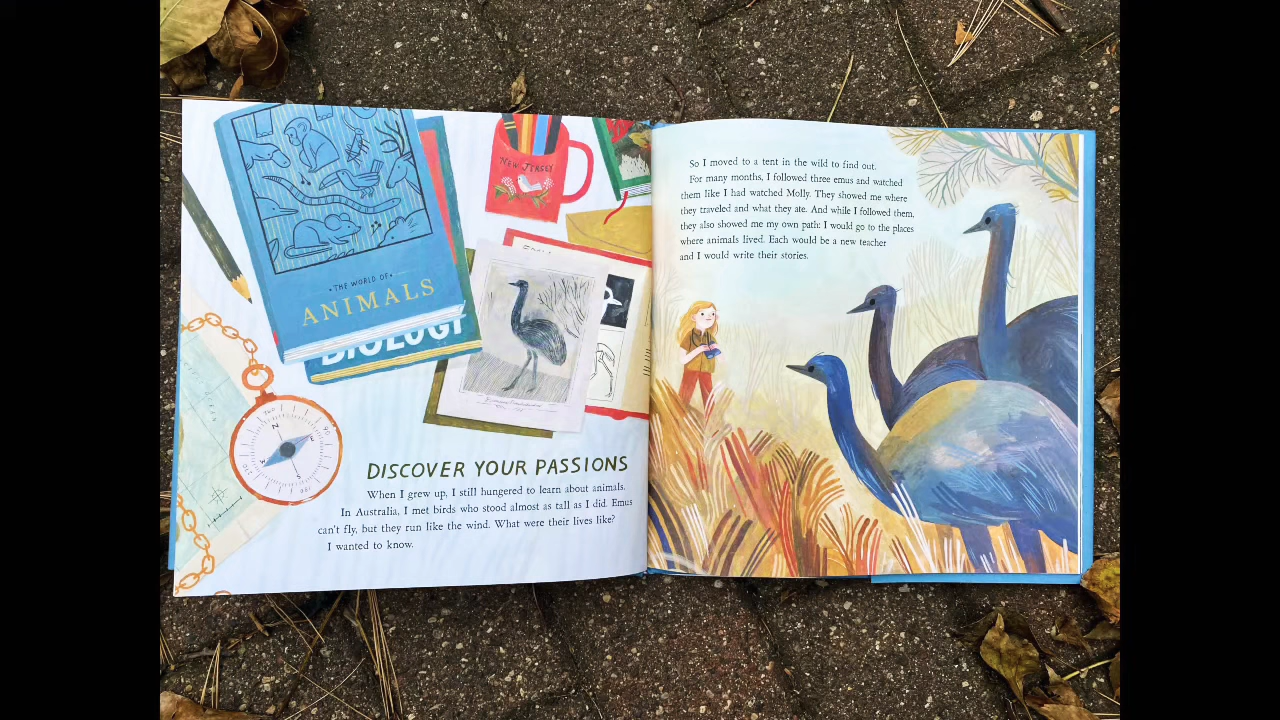 THE WORLD OF
ANIMALS
BIOLOGY
NEW JERSEY
N
DISCOVER YOUR PASSIONS
When I grew up, I still hungered to learn about animals.
In Australia, I met birds who stood almost as tall as I did. Emus
can't fly, but they run like the wind. What were their lives like?
I wanted to know.
So I moved to a tent in the wild to find out.
For many months, I followed three emus and watched
them like I had watched Molly. They showed me where
they traveled and what they ate. And while I followed them,
they also showed me my own path: I would go to the places
where animals lived. Each would be a new teacher
and I would write their stories.